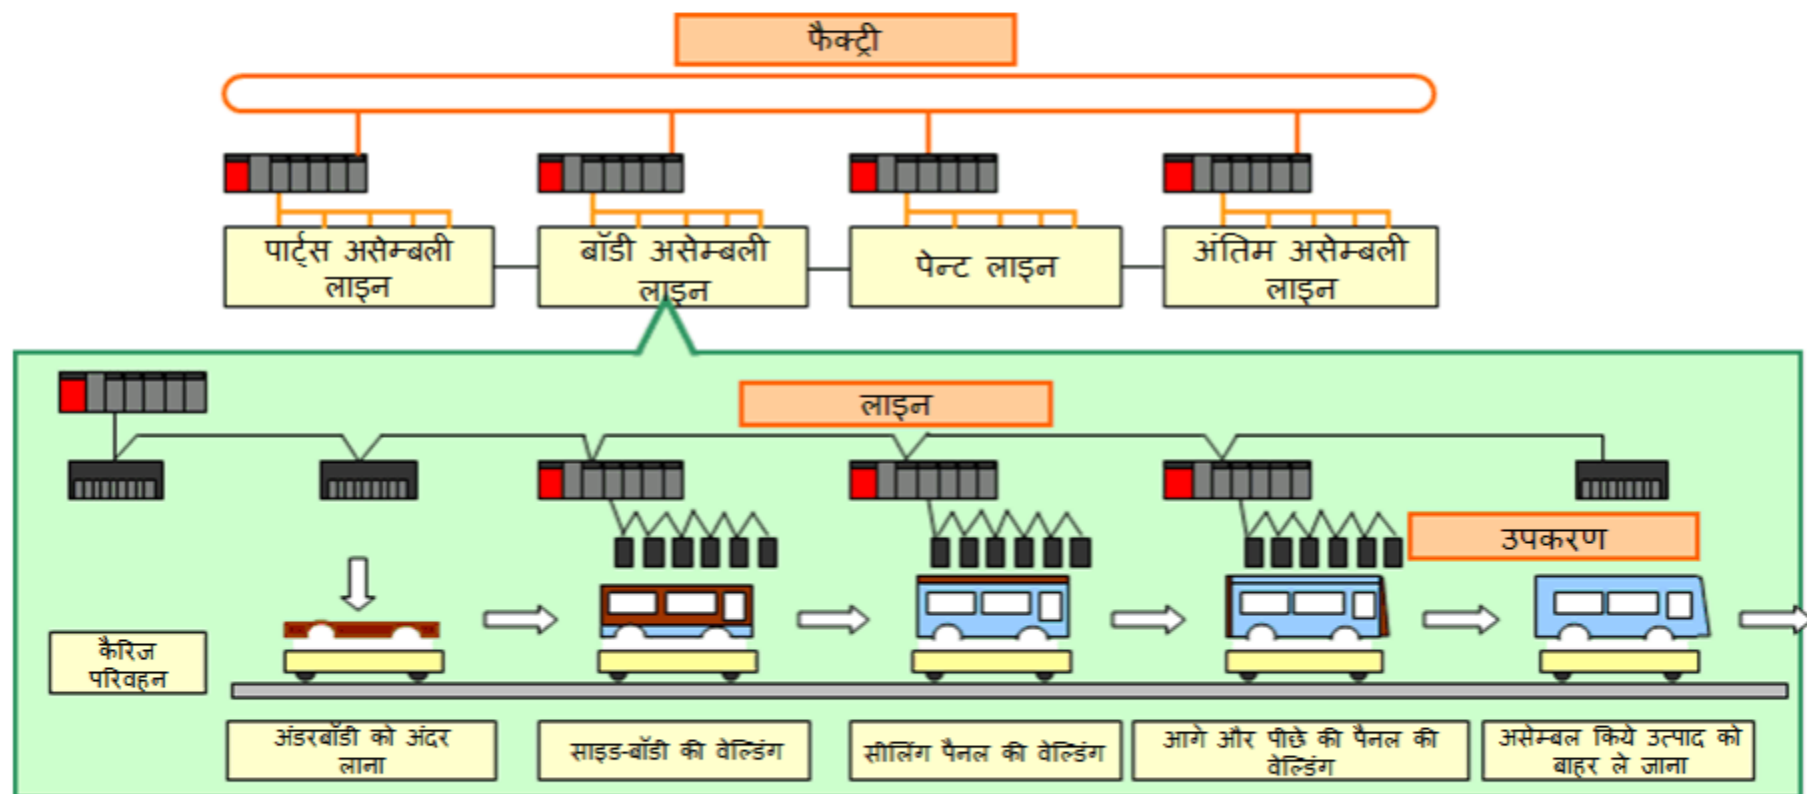 फैक्ट्री
पार्ट्स असेम्बली
लाइन
बॉडी असेम्बली
लाइन
पेन्ट लाइन
अंतिम असेम्बली
लाइन
लाइन
उपकरण
कैरिज
परिवहन
अंडरबॉडी को अंदर
लाना
साइड-बॉडी की वेल्डिंग
सीलिंग पैनल की वेल्डिंग
आगे और पीछे की पैनल की
वेल्डिंग
असेम्बल किये उत्पाद को
बाहर ले जाना